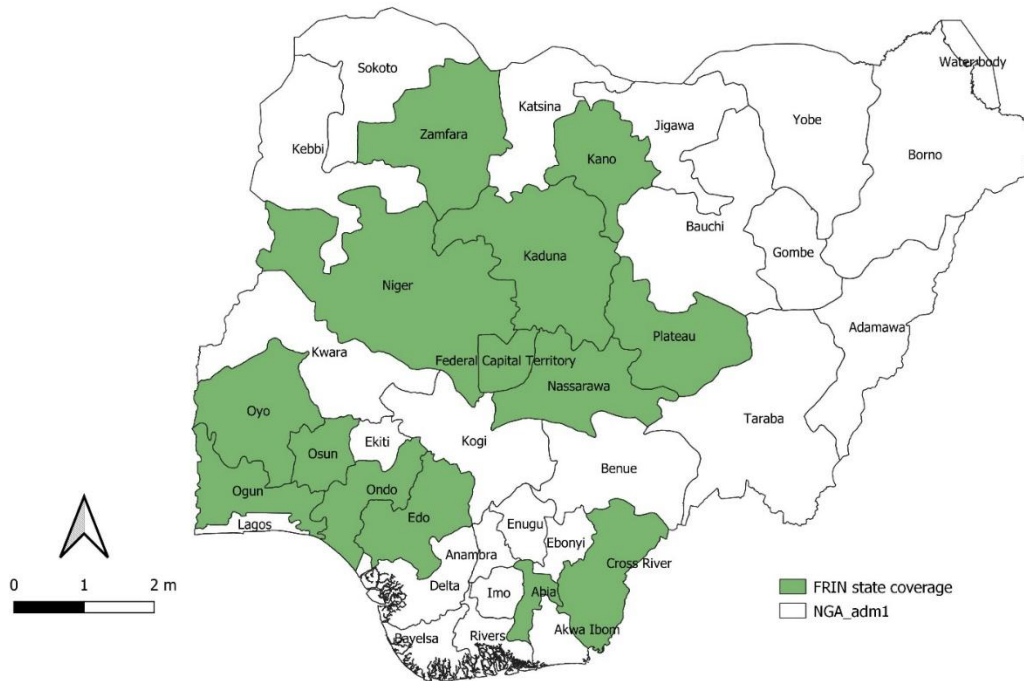 Sokoto
Water body
Katsina
Yobe
Zamfara
Jigawa
Kebbi
Kano
Borno
Bauchi
Gombe
Kaduna
Niger
Adamawa
Plateau
Kwara
Federal Capital Territory
Nassarawa
Oyo
Taraba
Ekiti
Kogi
Osun
Benue
Ogun
Ondo
Edo
Lagos
Enugu
Ebonyi
Anambra
Cross River
Delta
Imo
Abia
Akwa Ibom
Bayelsa
Rivers
0 1 2 m
FRIN state coverage
NGA_adm1